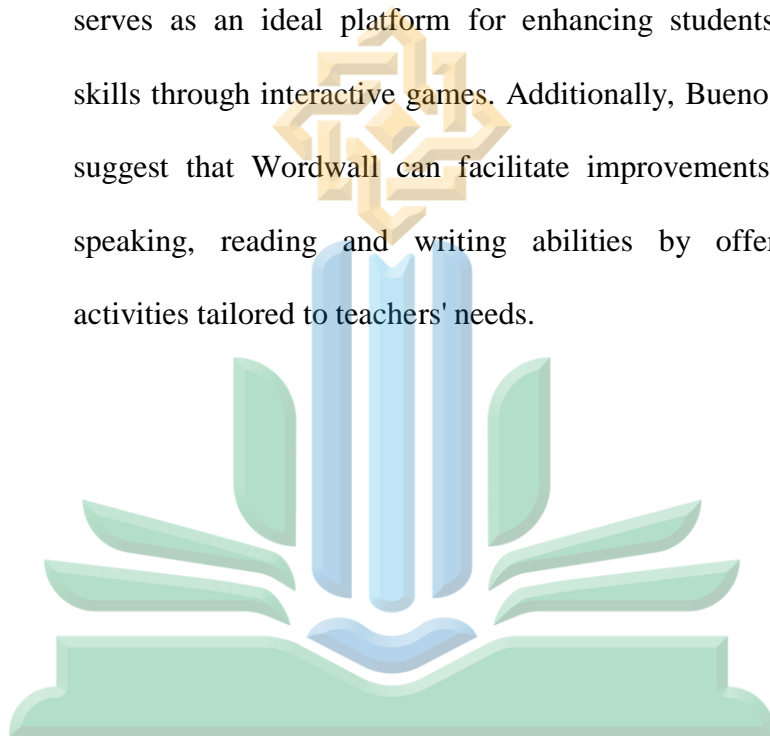 serves as an ideal platform for enhancing students
skills through interactive games. Additionally, Bueno
suggest that Wordwall can facilitate improvements
speaking, reading and writing abilities by offer
activities tailored to teachers' needs.